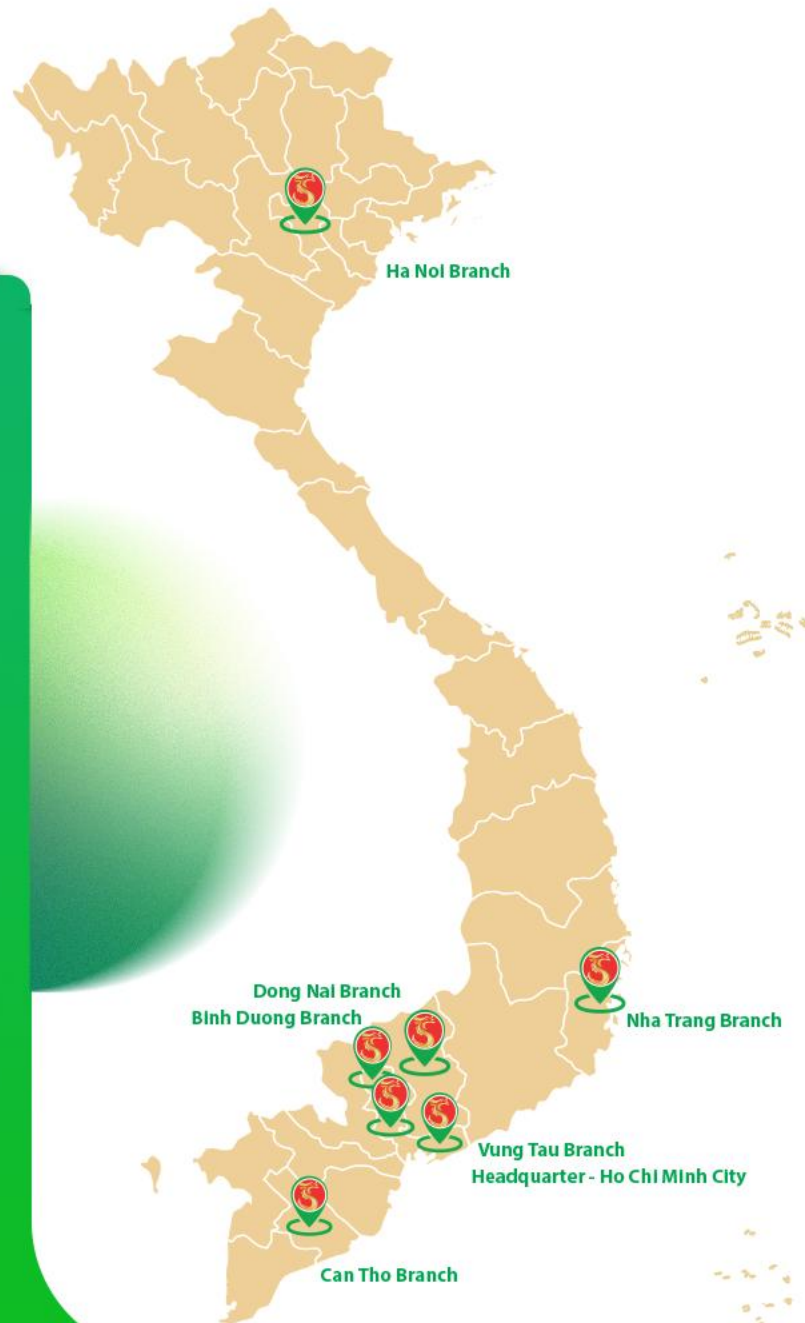 Ha Noi Branch
Dong Nai Branch
Binh Duong Branch
Nha Trang Branch
Vung Tau Branch
Headquarter - Ho Chi Minh City
Can Tho Branch